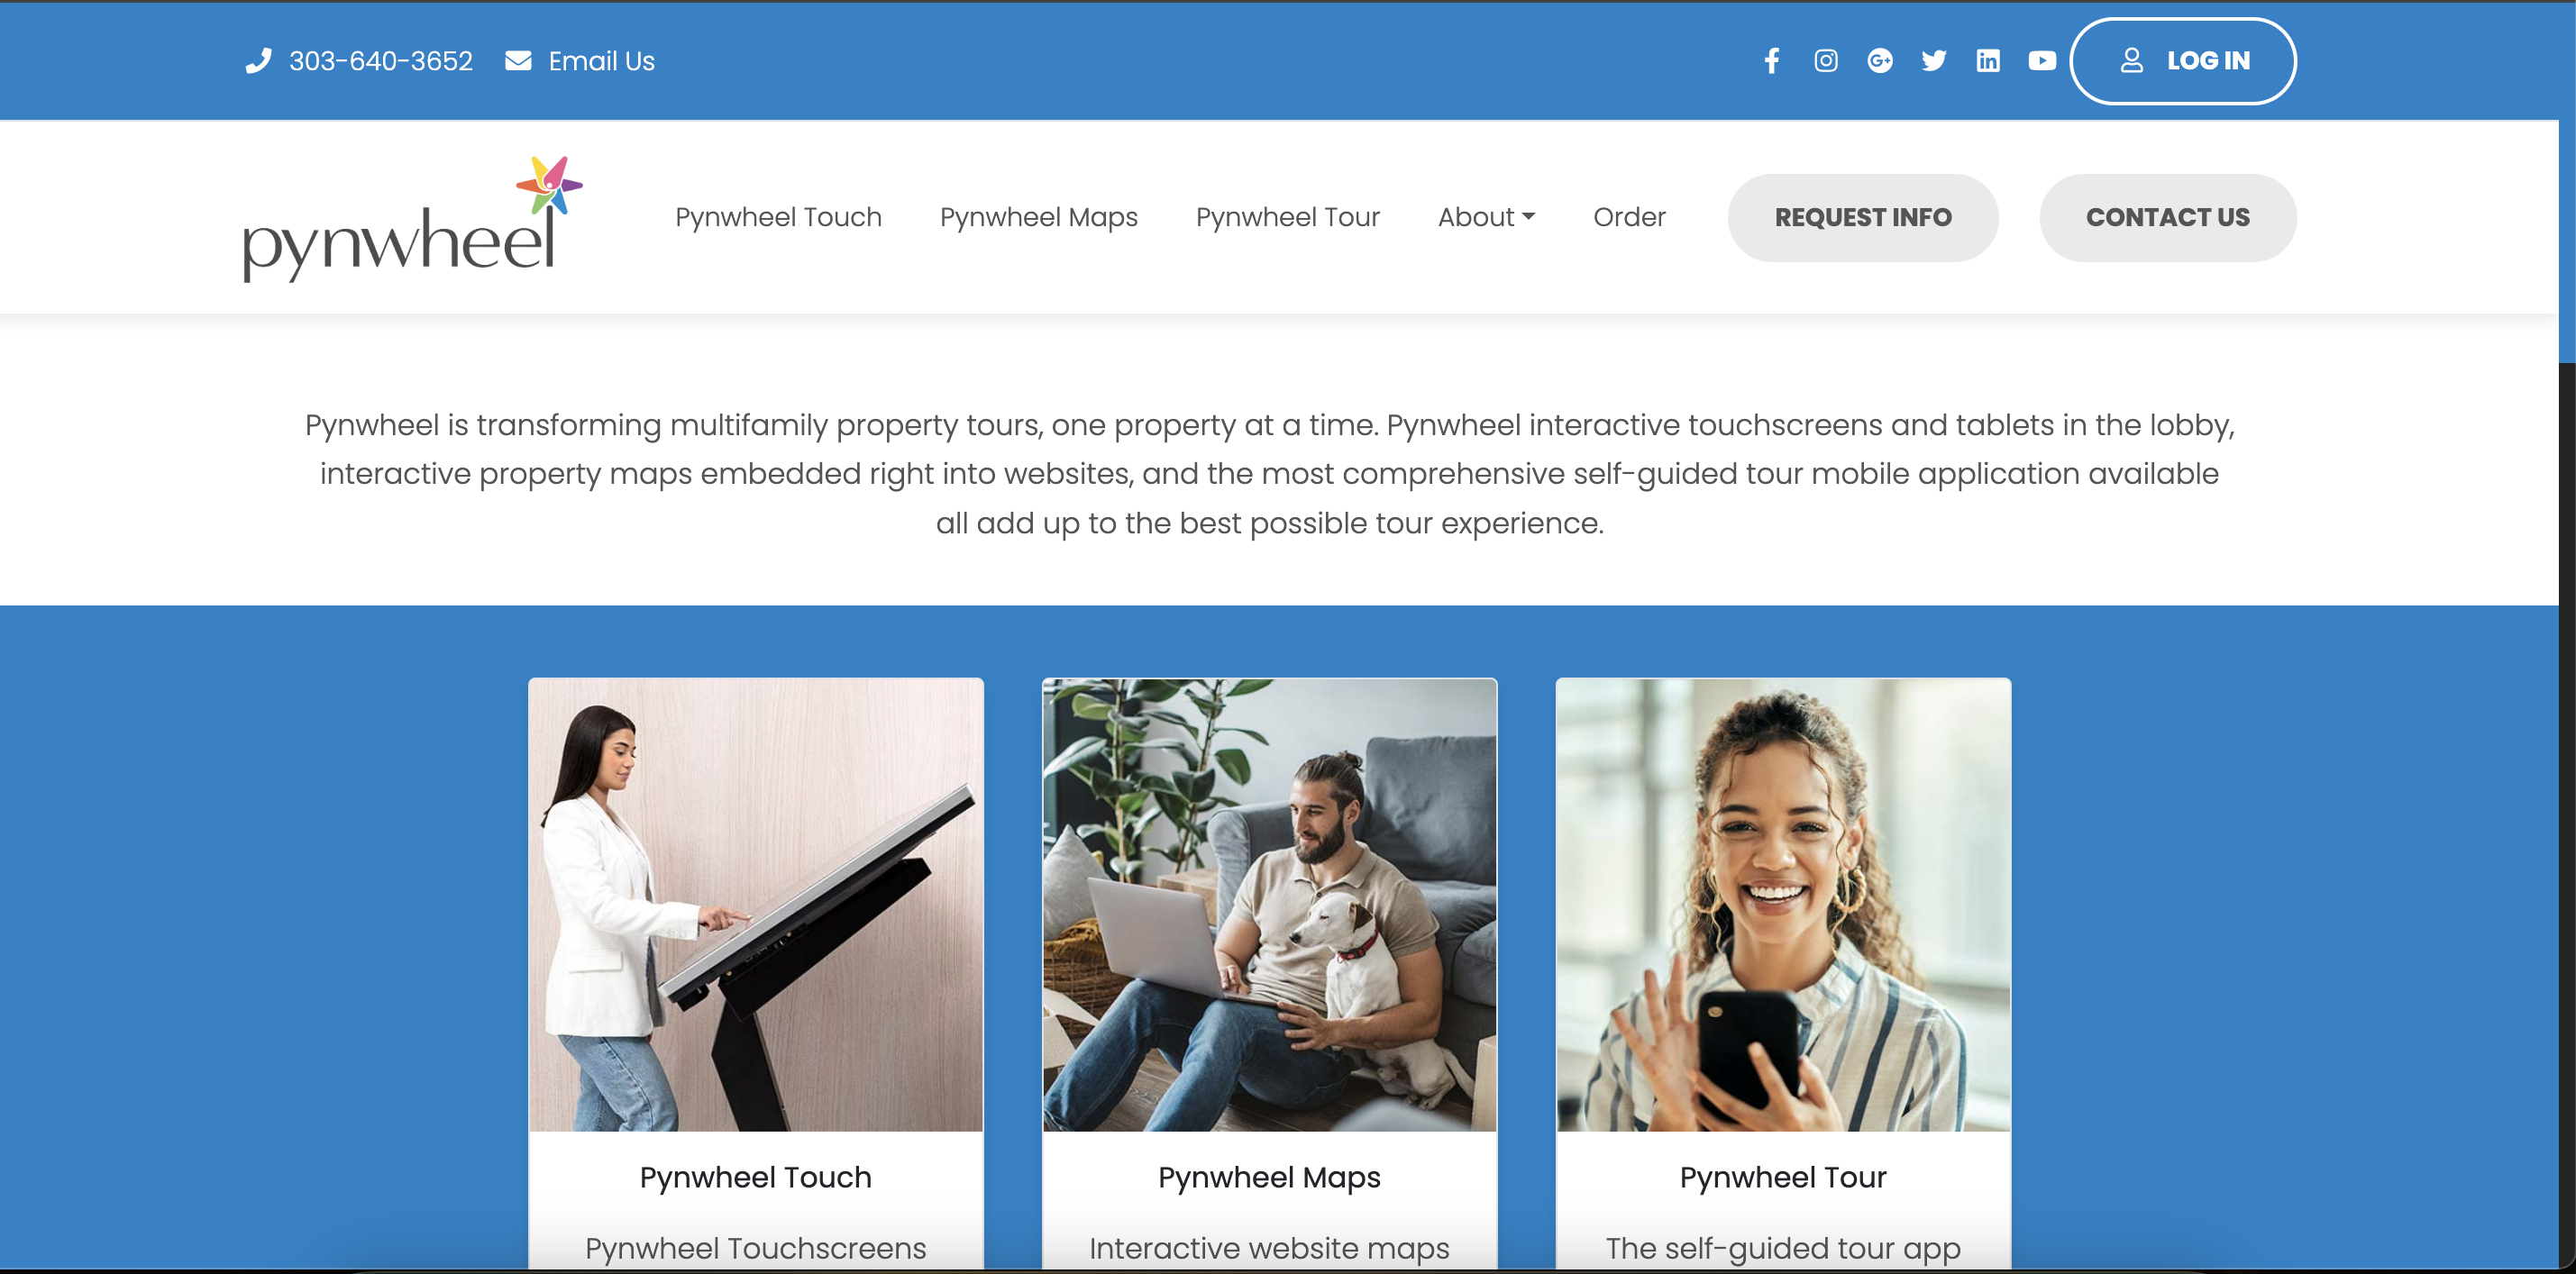 303-640-3652
Email Us
LOG IN
pynwheel
Pynwheel Touch
Pynwheel Maps
Pynwheel Tour
About
Order
REQUEST INFO
CONTACT US
Pynwheel is transforming multifamily property tours, one property at a time. Pynwheel interactive touchscreens and tablets in the lobby,
interactive property maps embedded right into websites, and the most comprehensive self-guided tour mobile application available
all add up to the best possible tour experience.
Pynwheel Touch
Pynwheel Touchscreens
Pynwheel Maps
Interactive website maps
Pynwheel Tour
The self-guided tour app